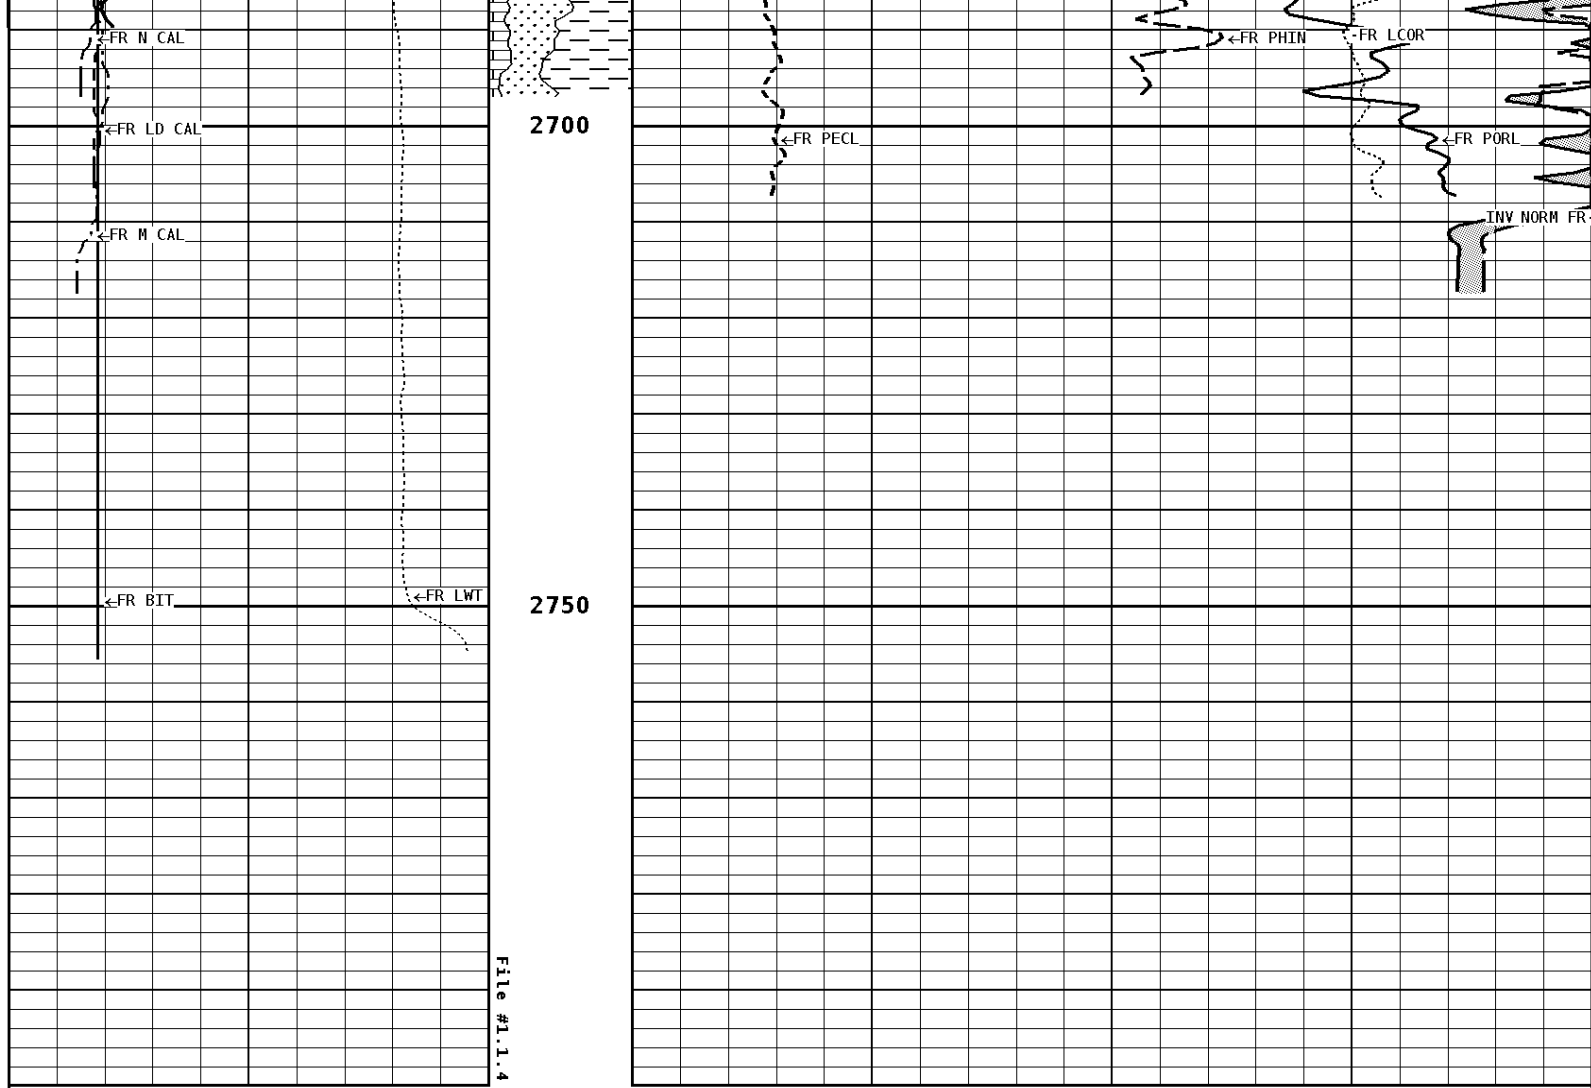 ←FR N CAL
←FR PHIN
-FR LCOR
2700
←FR LD CAL
←FR PECL
←FR PORL
INV NORM FR-
←FR M CAL
←FR LWT
←FR BIT
2750
File #1.1.4